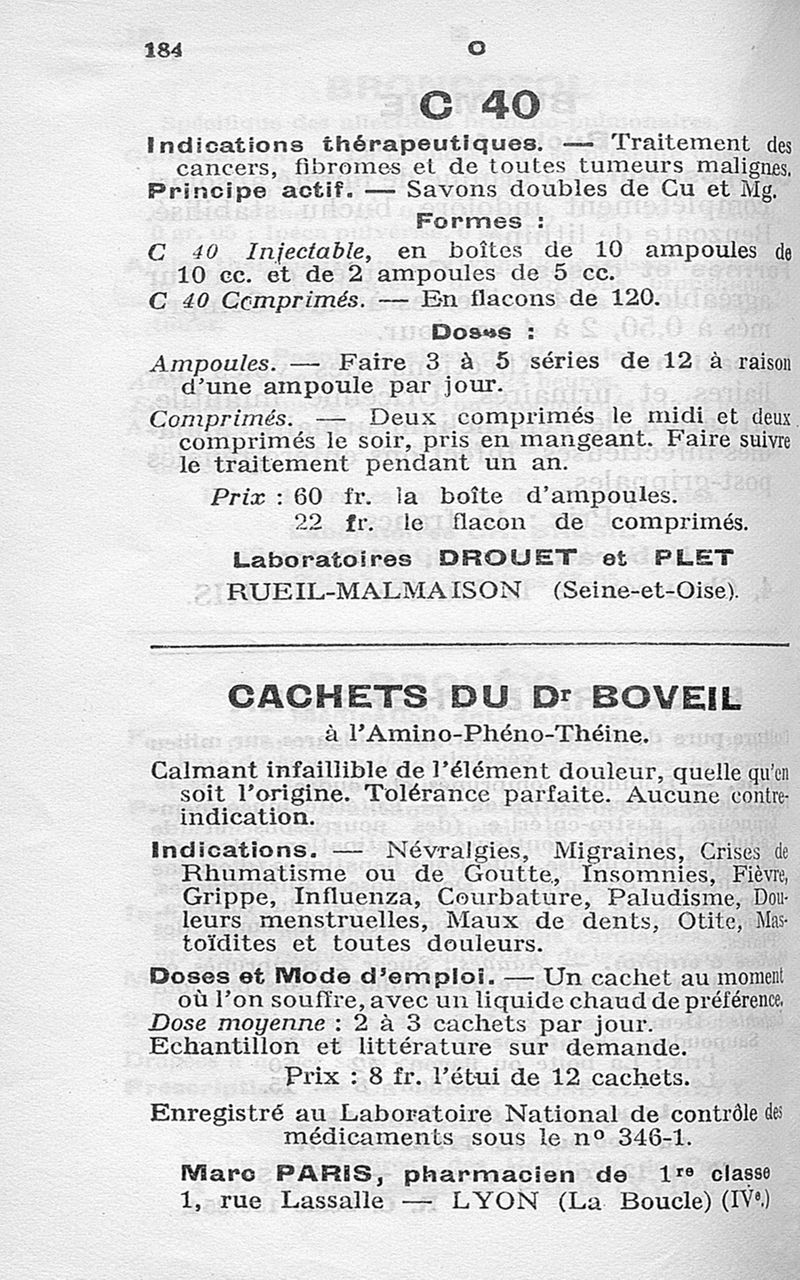 184
C
C 40
Indications thérapeutiques. — Traitement des
cancers, fibromes et de toutes tumeurs malignes.
Principe actif. — Savons doubles de Cu et Mg.
Formes :
C 40 Injectable, en boîtes de 10 ampoules de
10 cc. et de 2 ampoules de 5 cc.
C 40 Comprimés. — En flacons de 120.
Doses :
Ampoules. — Faire 3 à 5 séries de 12 à raison
d'une ampoule par jour.
Comprimés. — Deux comprimés le midi et deux
comprimés le soir, pris en mangeant. Faire suivre
le traitement pendant un an.
Prix : 60 fr. la boîte d'ampoules.
22 fr. le flacon de comprimés.
Laboratoires DROUET et PLET
RUEIL-MALMAISON (Seine-et-Oise).
CACHETS DU Dr BOVEIL
à l'Amino-Phéno-Théine.
Calmant infaillible de l'élément douleur, quelle qu'en
soit l'origine. Tolérance parfaite. Aucune contre-
indication.
Indications. — Névralgies, Migraines, Crises de
Rhumatisme ou de Goutte, Insomnies, Fièvre,
Grippe, Influenza, Courbature, Paludisme, Dou-
leurs menstruelles, Maux de dents, Otite, Mas-
toïdites et toutes douleurs.
Doses et Mode d'emploi. — Un cachet au moment
où l'on souffre, avec un liquide chaud de préférence.
Dose moyenne : 2 à 3 cachets par jour.
Echantillon et littérature sur demande.
Prix : 8 fr. l'étui de 12 cachets.
Enregistré au Laboratoire National de contrôle des
médicaments sous le nº 346-1.
Marc PARIS, pharmacien de 1re classe
1, rue Lassalle — LYON (La Boucle) (IVe.)